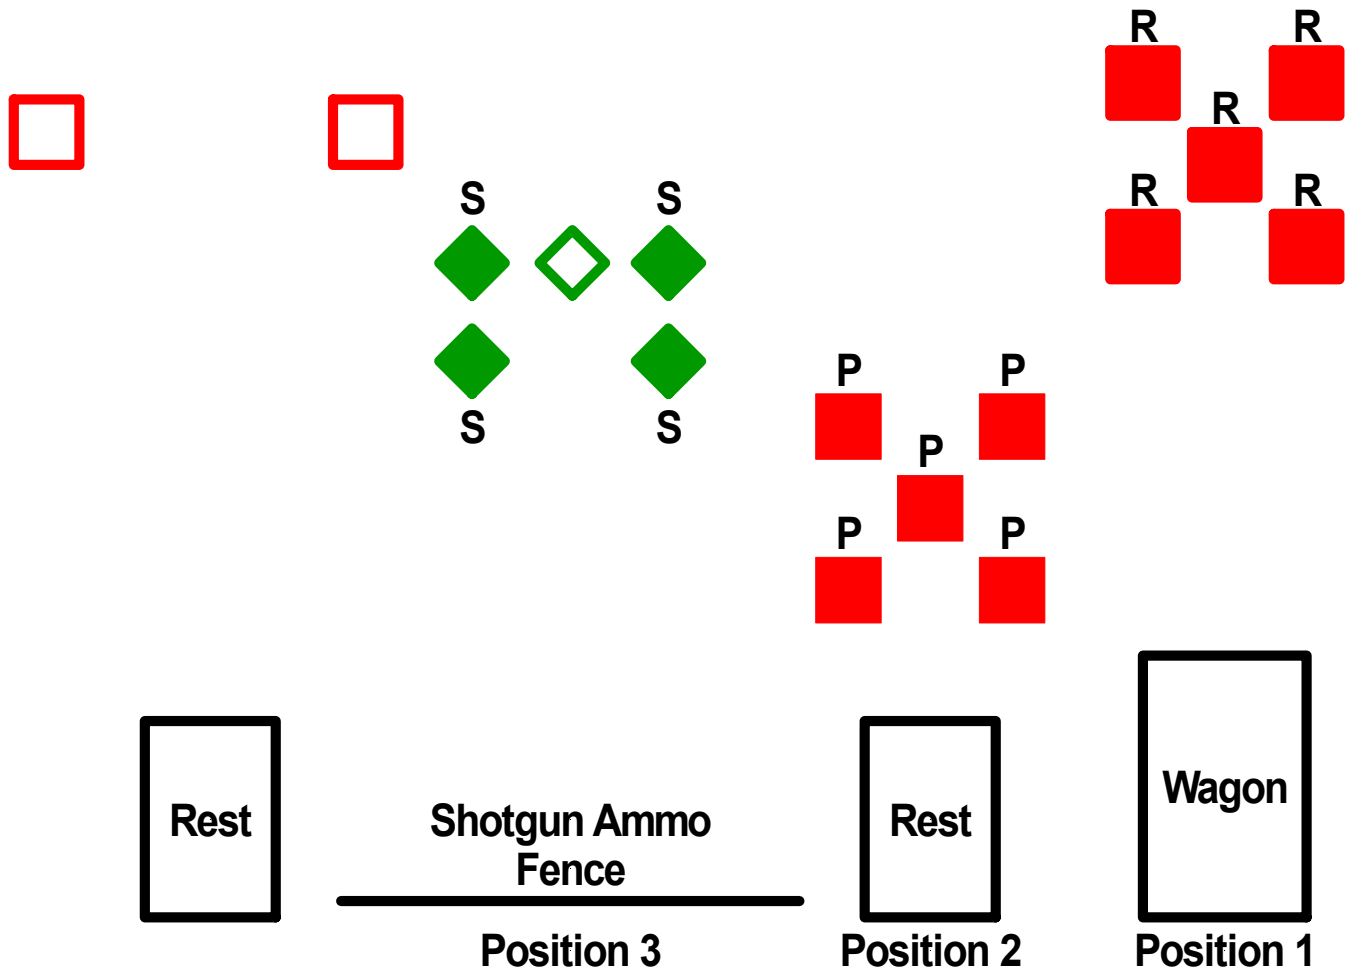 R R
R
R R
S S
S S
P P
P
P P
Wagon
Rest
Shotgun Ammo
Fence
Rest
Position 3
Position 2
Position 1